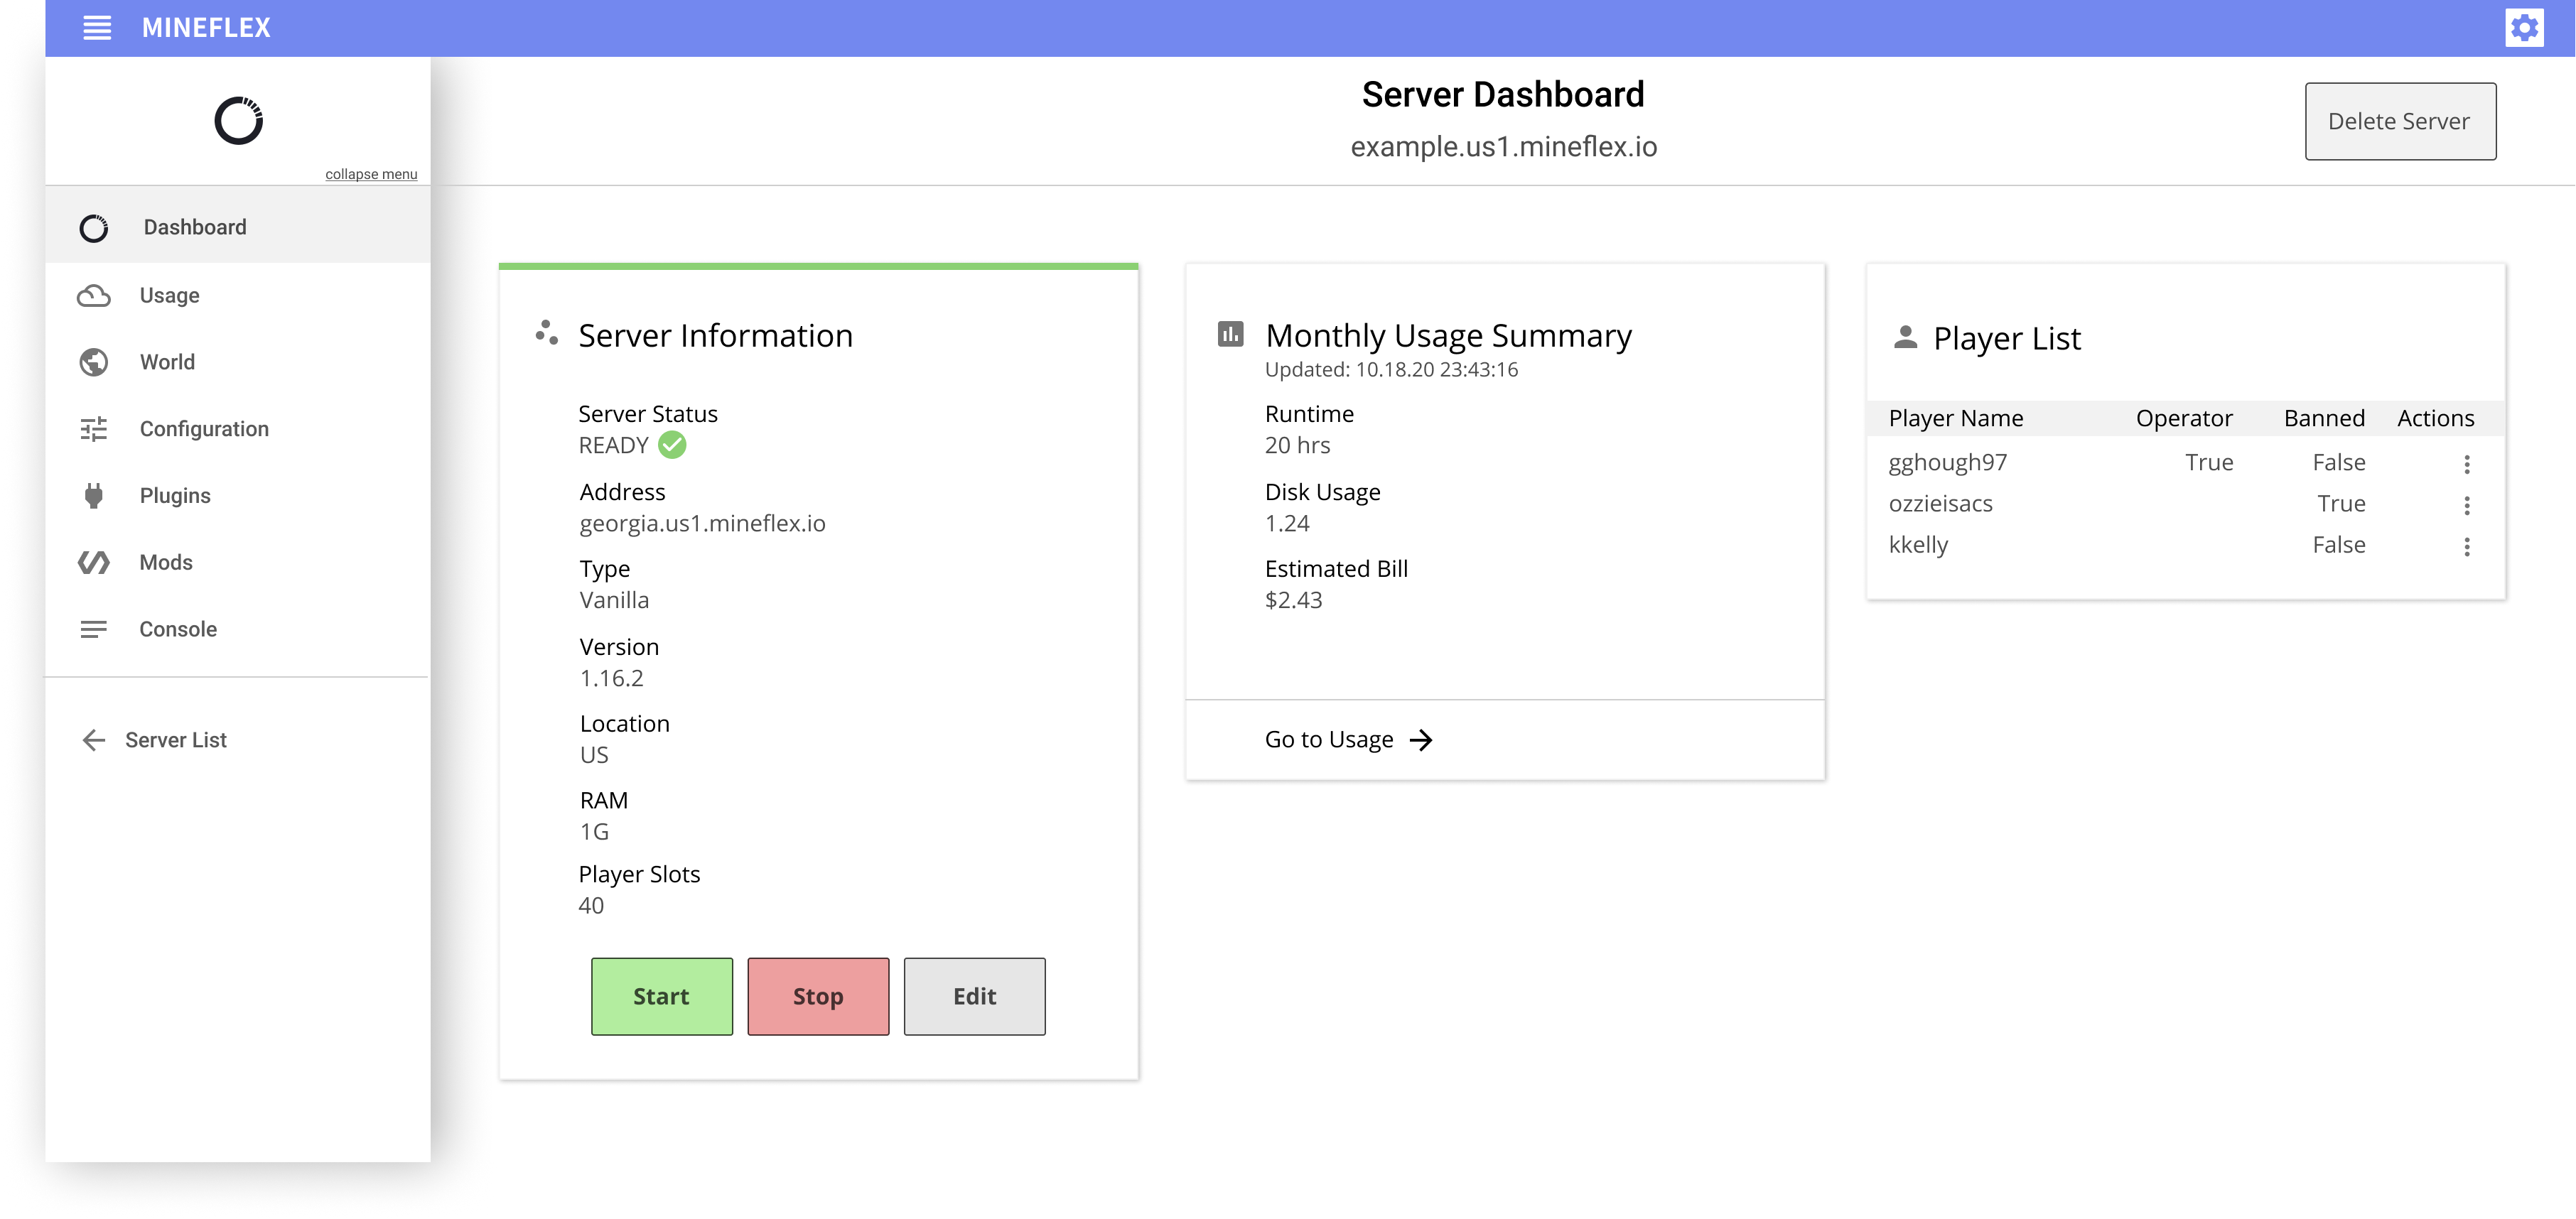 MINEFLEX
Server Dashboard
example.us1.mineflex.io
Delete Server
collapse menu
Dashboard
Usage
World
Configuration
Plugins
Mods
Console
Server List
Server Information
Server Status
READY
Address
georgia.us1.mineflex.io
Type
Vanilla
Version
1.16.2
Location
US
RAM
1G
Player Slots
40
Start Stop Edit
Monthly Usage Summary
Updated: 10.18.20 23:43:16
Runtime
20 hrs
Disk Usage
1.24
Estimated Bill
$2.43
Go to Usage
Player List
Player Name Operator Banned Actions
gghough97 True False
ozzieisacs True
kkelly False